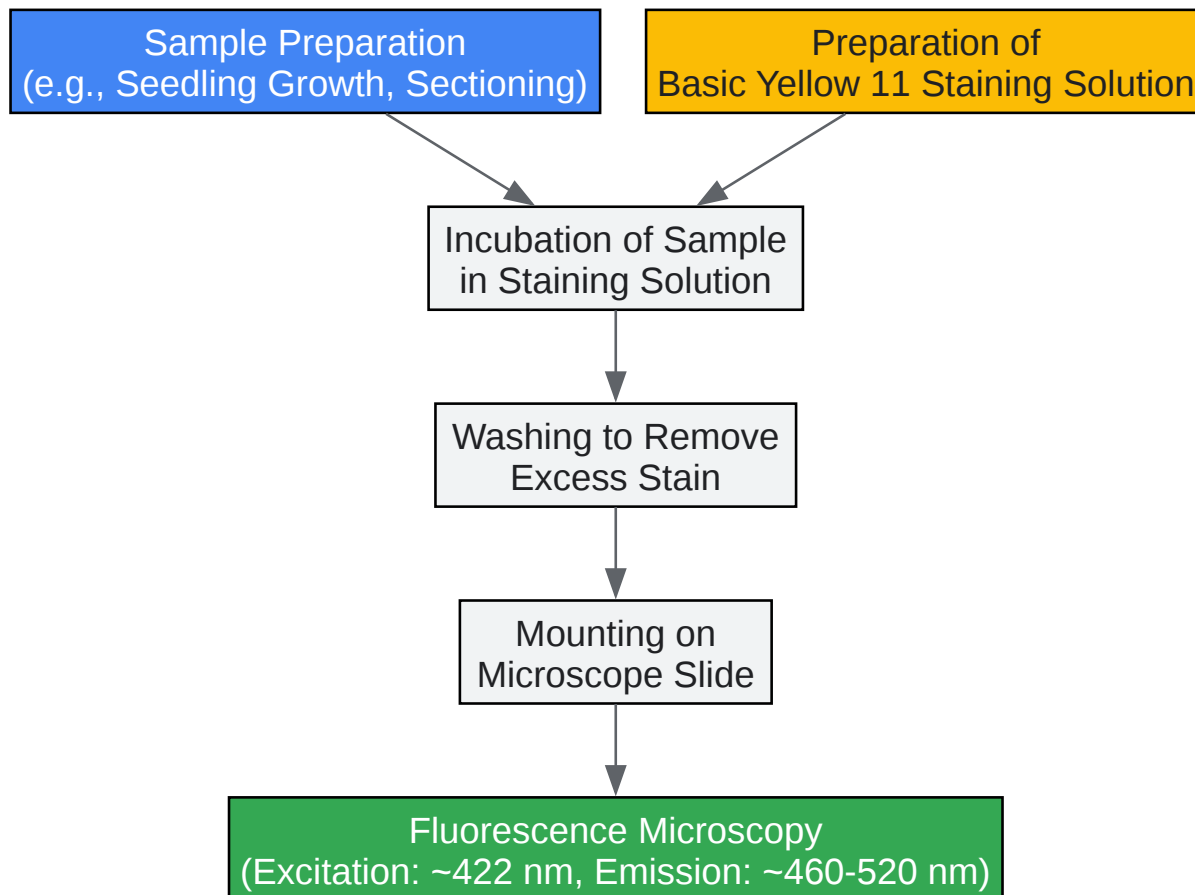 Sample Preparation
(e.g., Seedling Growth, Sectioning)
Preparation of
Basic Yellow 11 Staining Solution
Incubation of Sample
in Staining Solution
Washing to Remove
Excess Stain
Mounting on
Microscope Slide
Fluorescence Microscopy
(Excitation: ~422 nm, Emission: ~460-520 nm)